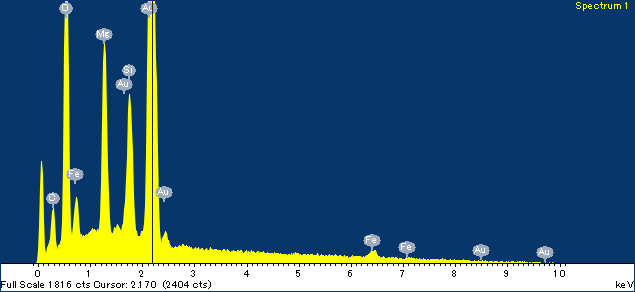 Spectrum 1
O Au
Mg
Si
Au
Fe Au
C
Fe Fe Au Au
0 1 2 3 4 5 6 7 8 9 10
Full Scale 1816 cts Cursor: 2.170 (2404 cts) keV